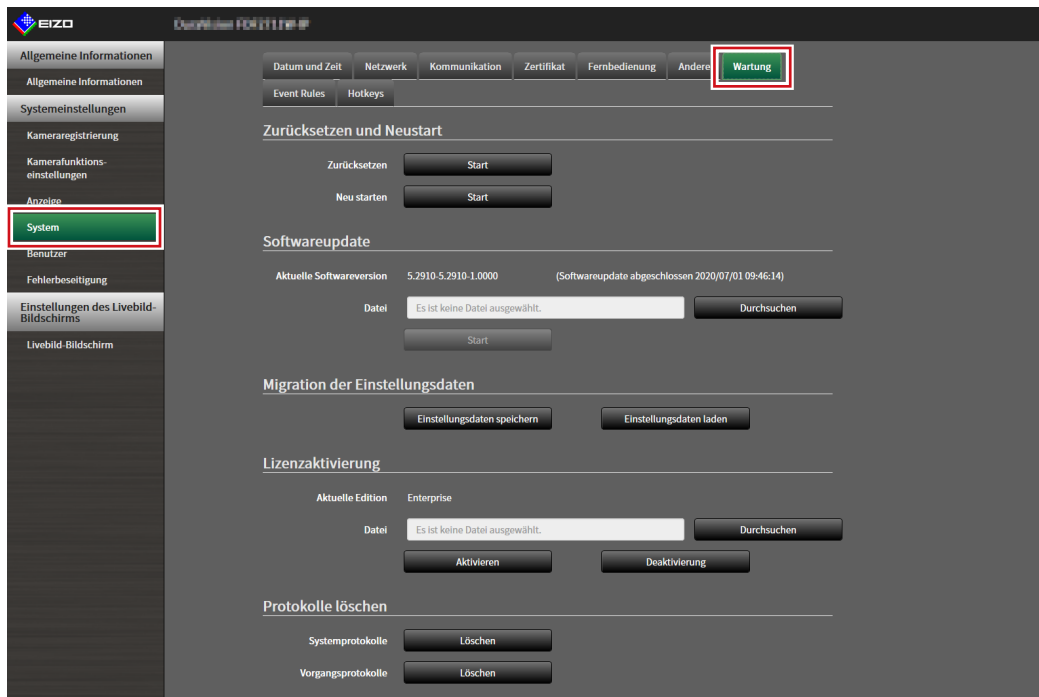 EIZO
Allgemeine Informationen
Allgemeine Informationen
Systemeinstellungen
Kameraregistrierung
Kamerafunktions-
einstellungen
Anzeige
System
Benutzer
Fehlerbeseitigung
Einstellungen des Livebild-
Bildschirms
Livebild-Bildschirm
Datum und Zeit Netzwerk Kommunikation Zertifikat Fernbedienung Andere Wartung
Event Rules Hotkeys
Zurücksetzen und Neustart
Zurücksetzen Start
Neu starten Start
Softwareupdate
Aktuelle Softwareversion 5.2910-5.2910-1.0000 (Softwareupdate abgeschlossen 2020/07/01 09:46:14)
Datei Es ist keine Datei ausgewählt. Durchsuchen
Start
Migration der Einstellungsdaten
Einstellungsdaten speichern Einstellungsdaten laden
Lizenzaktivierung
Aktuelle Edition Enterprise
Datei Es ist keine Datei ausgewählt. Durchsuchen
Aktivieren Deaktivierung
Protokolle löschen
Systemprotokolle Löschen
Vorgangsprotokolle Löschen